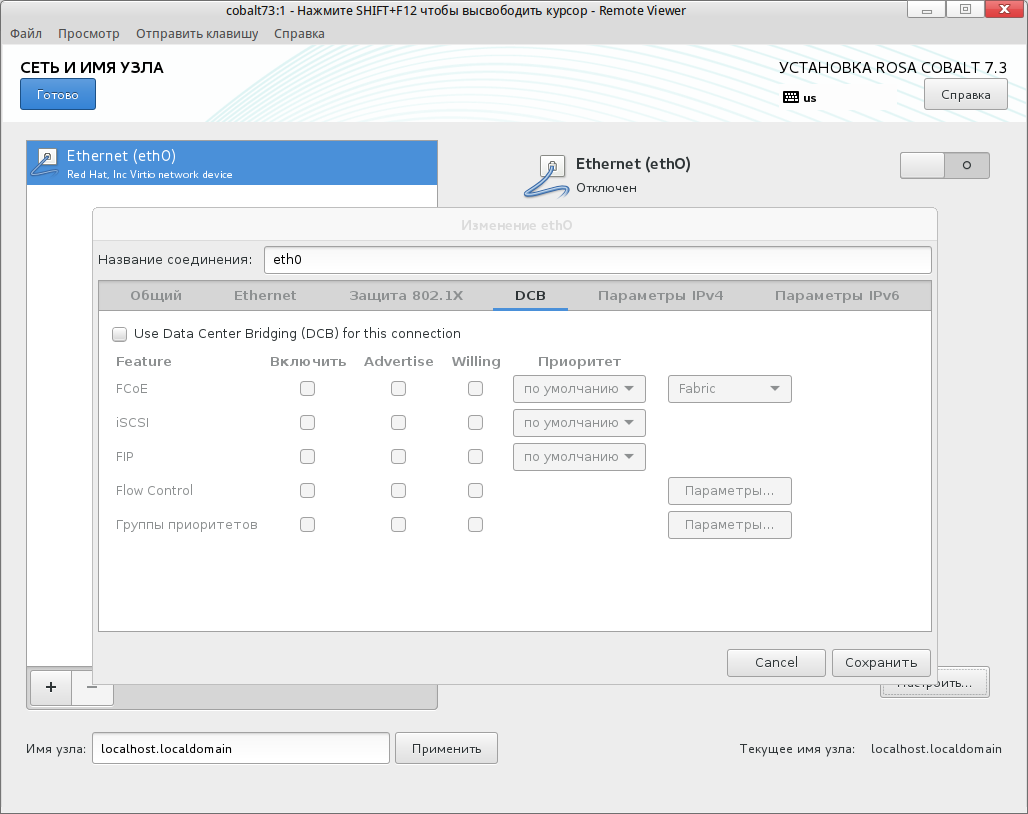 cobalt73:1 - Нажмите SHIFT+F12 чтобы высвободить курсор - Remote Viewer
Файл Просмотр Отправить клавишу Справка
СЕТЬ И ИМЯ УЗЛА
Готово
УСТАНОВКА ROSA COBALT 7.3
us
Справка
Ethernet (eth0)
Red Hat, Inc Virtio network device
Ethernet (eth0)
Отключен
Изменение eth0
Название соединения: eth0
Общий Ethernet Защита 802.1X DCB Параметры IPv4 Параметры IPv6
Use Data Center Bridging (DCB) for this connection
Feature Включить Advertise Willing Приоритет
FCoE по умолчанию Fabric
iSCSI по умолчанию
FIP по умолчанию
Flow Control Параметры...
Группы приоритетов Параметры...
Cancel Сохранить
Настроить...
Имя узла: localhost.localdomain Применить Текущее имя узла: localhost.localdomain